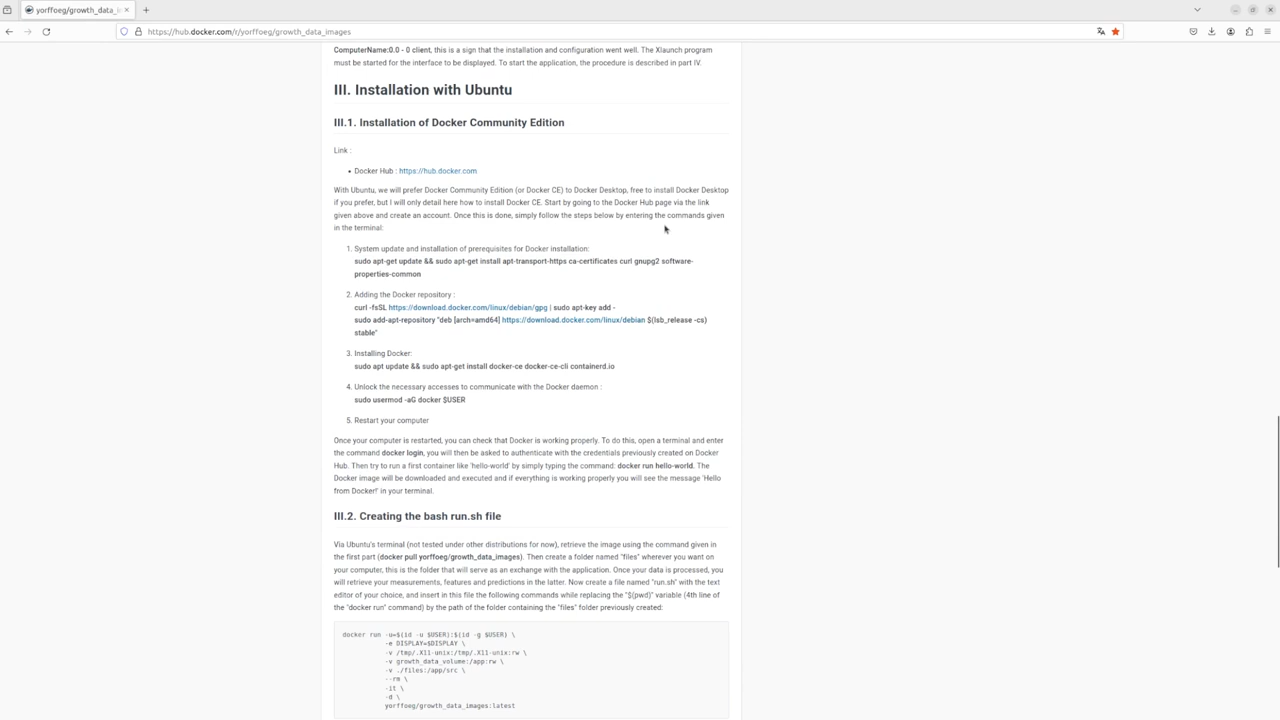 yorffoeg/growth_data_i
https://hub.docker.com/r/yorffoeg/growth_data_images
ComputerName:0.0 - 0 client, this is a sign that the installation and configuration went well. The Xlaunch program
must be started for the interface to be displayed. To start the application, the procedure is described in part IV.
III. Installation with Ubuntu
III.1. Installation of Docker Community Edition
Link :
• Docker Hub : https://hub.docker.com
With Ubuntu, we will prefer Docker Community Edition (or Docker CE) to Docker Desktop, free to install Docker Desktop
if you prefer, but I will only detail here how to install Docker CE. Start by going to the Docker Hub page via the link
given above and create an account. Once this is done, simply follow the steps below by entering the commands given
in the terminal:
1. System update and installation of prerequisites for Docker installation:
sudo apt-get update && sudo apt-get install apt-transport-https ca-certificates curl gnupg2 software-
properties-common
2. Adding the Docker repository :
curl -fsSL https://download.docker.com/linux/debian/gpg | sudo apt-key add -
sudo add-apt-repository "deb [arch=amd64] https://download.docker.com/linux/debian $(lsb_release -cs)
stable"
3. Installing Docker:
sudo apt update && sudo apt-get install docker-ce docker-ce-cli containerd.io
4. Unlock the necessary accesses to communicate with the Docker daemon :
sudo usermod -aG docker $USER
5. Restart your computer
Once your computer is restarted, you can check that Docker is working properly. To do this, open a terminal and enter
the command docker login, you will then be asked to authenticate with the credentials previously created on Docker
Hub. Then try to run a first container like 'hello-world' by simply typing the command: docker run hello-world. The
Docker image will be downloaded and executed and if everything is working properly you will see the message 'Hello
from Docker!' in your terminal.
III.2. Creating the bash run.sh file
Via Ubuntu's terminal (not tested under other distributions for now), retrieve the image using the command given in
the first part (docker pull yorffoeg/growth_data_images). Then create a folder named "files" wherever you want on
your computer, this is the folder that will serve as an exchange with the application. Once your data is processed, you
will retrieve your measurements, features and predictions in the latter. Now create a file named "run.sh" with the text
editor of your choice, and insert in this file the following commands while replacing the "$(pwd)" variable (4th line of
the "docker run" command) by the path of the folder containing the "files" folder previously created:
docker run -u=$(id -u $USER):$(id -g $USER) \
-e DISPLAY=$DISPLAY \
-v /tmp/.X11-unix:/tmp/.X11-unix:rw \
-v growth_data_volume:/app:rw \
-v ./files:/app/src \
--rm \
-it \
-d \
yorffoeg/growth_data_images:latest